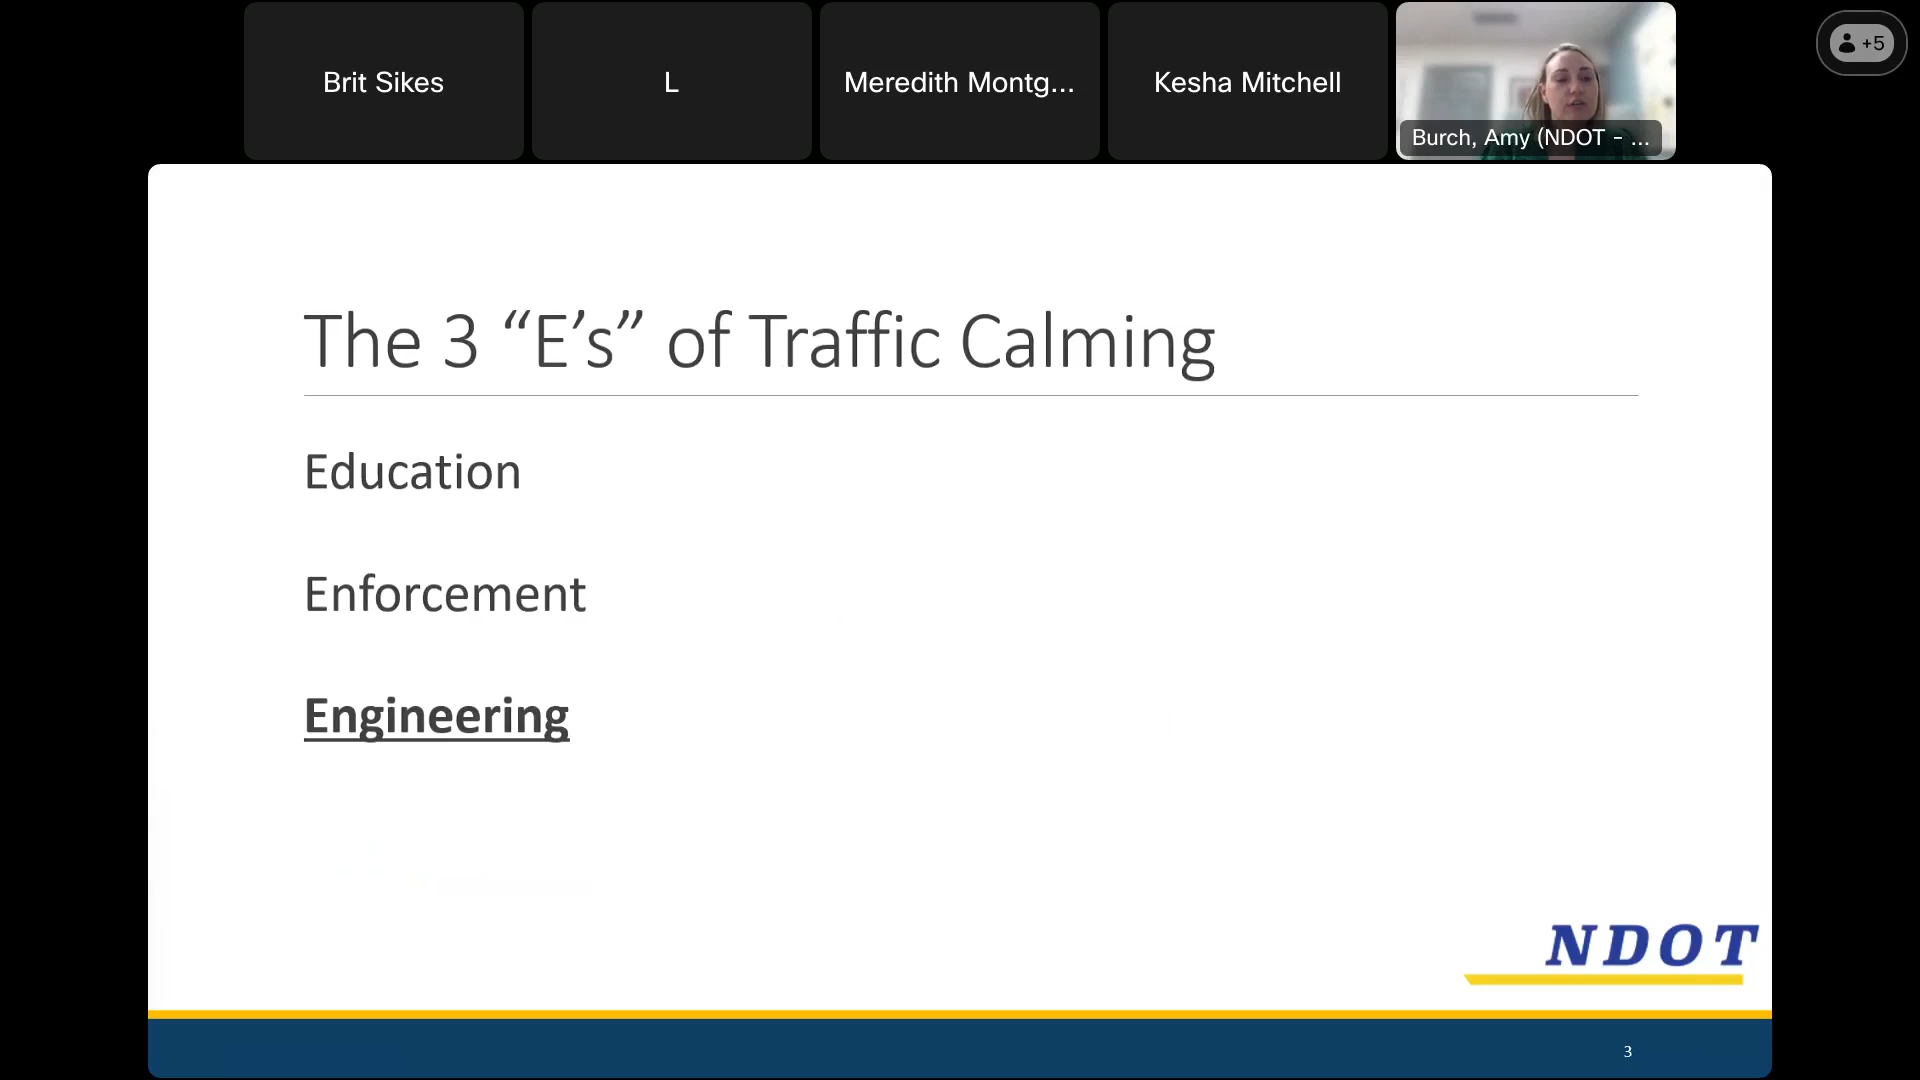 Brit Sikes
L
Meredith Montg...
Kesha Mitchell
Burch, Amy (NDOT - ...
+5
The 3 “E’s” of Traffic Calming
Education
Enforcement
Engineering
NDOT
3